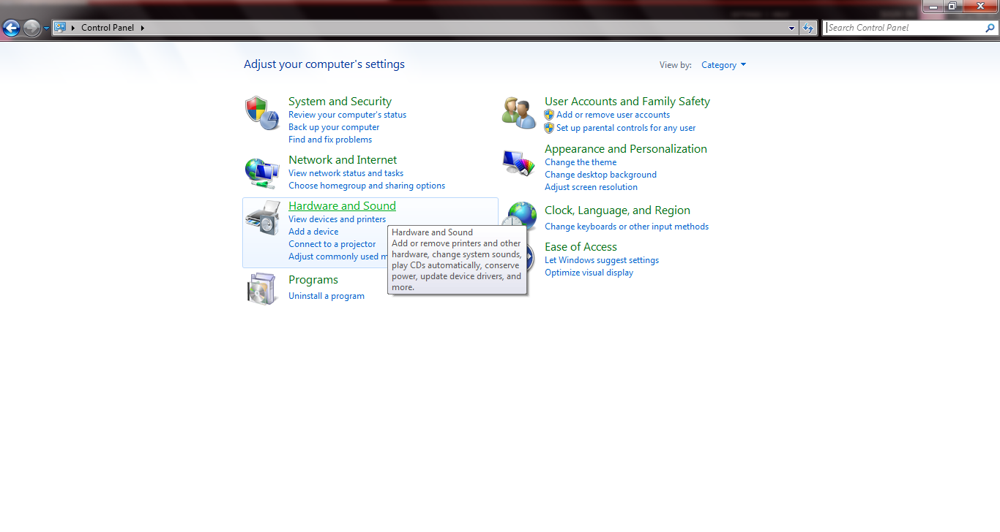 Control Panel
Search Control Panel
Adjust your computer's settings
View by: Category
System and Security
Review your computer's status
Back up your computer
Find and fix problems
Network and Internet
View network status and tasks
Choose homegroup and sharing options
Hardware and Sound
View devices and printers
Add a device
Connect to a projector
Adjust commonly used m
Hardware and Sound
Add or remove printers and other
hardware, change system sounds,
play CDs automatically, conserve
power, update device drivers, and
more.
Programs
Uninstall a program
User Accounts and Family Safety
Add or remove user accounts
Set up parental controls for any user
Appearance and Personalization
Change the theme
Change desktop background
Adjust screen resolution
Clock, Language, and Region
Change keyboards or other input methods
Ease of Access
Let Windows suggest settings
Optimize visual display